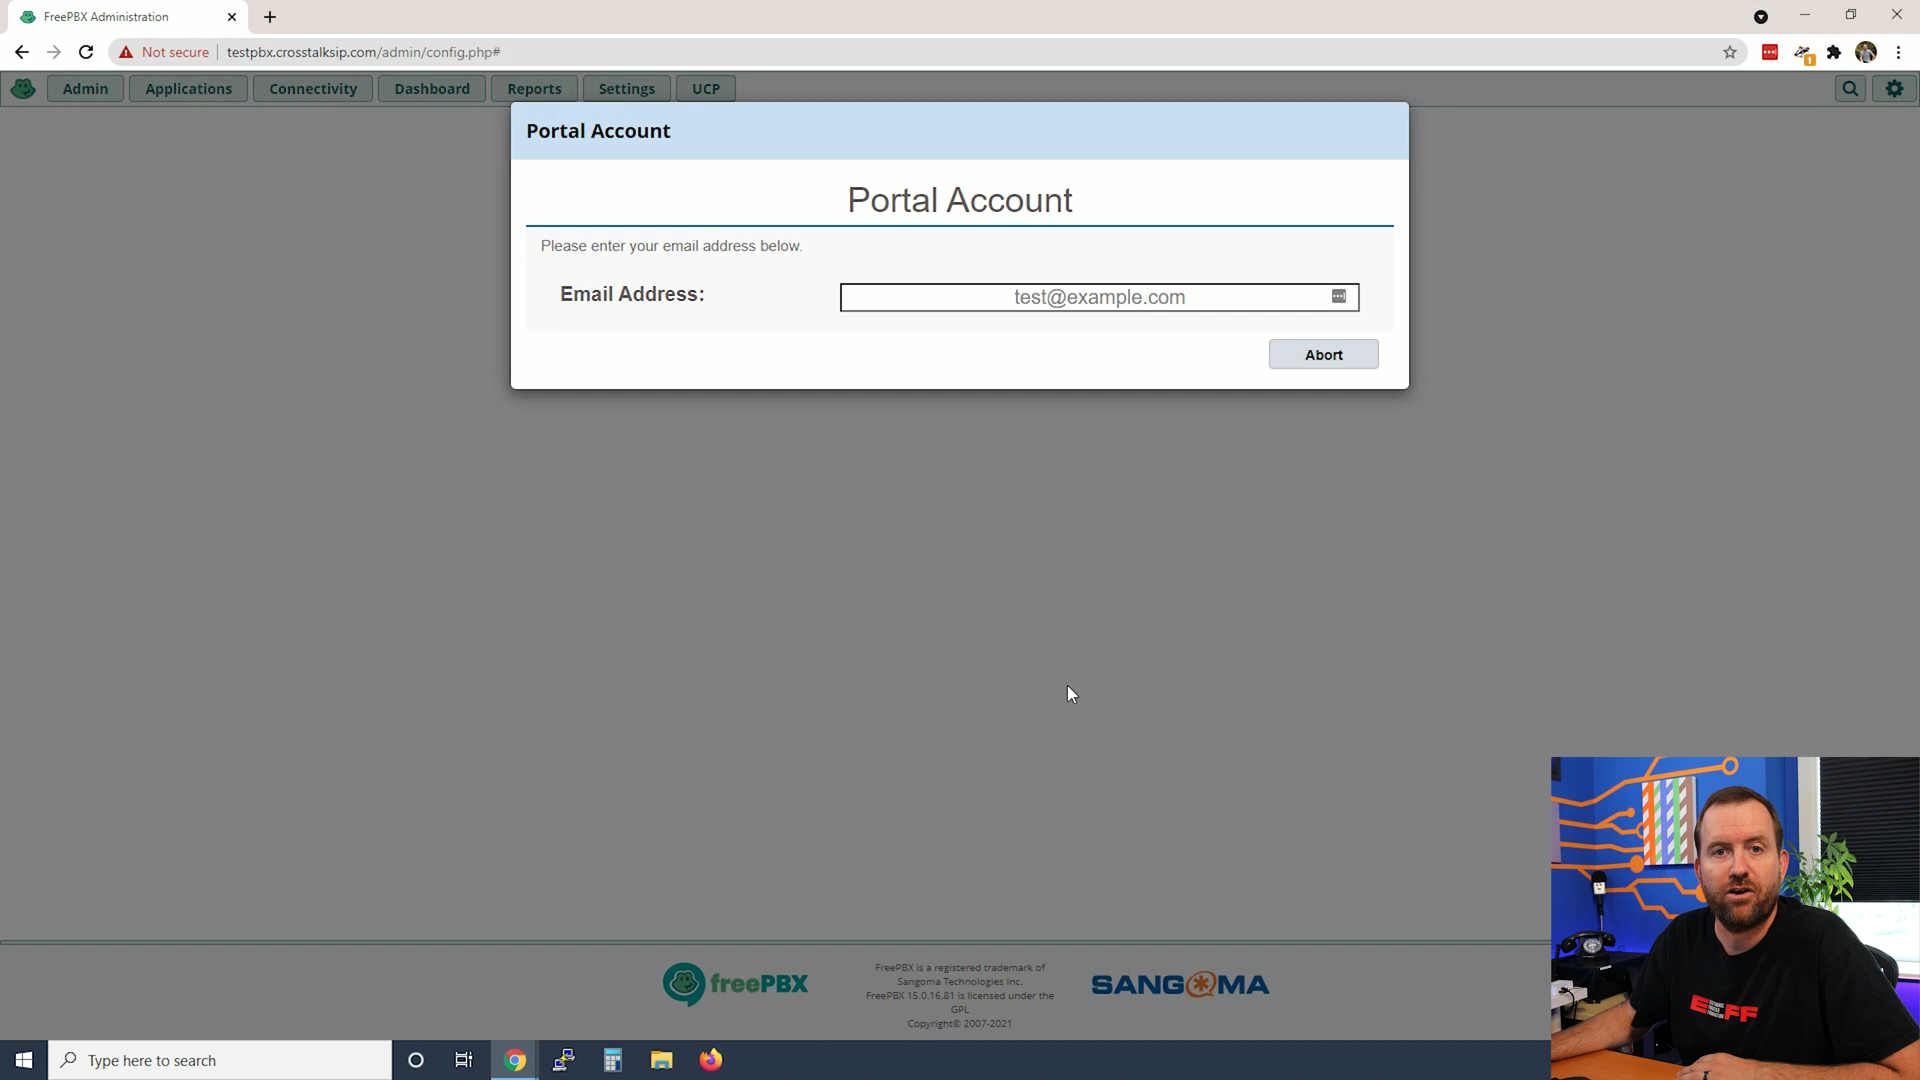 FreePBX Administration
Not secure
testpbx.crosstalksip.com/admin/config.php#
1
Admin
Applications
Connectivity
Dashboard
Reports
Settings
UCP
Portal Account
Portal Account
Please enter your email address below.
Email Address:
test@example.com
Abort
freePBX
FreePBX is a registered trademark of
Sangoma Technologies Inc.
FreePBX 15.0.16.81 is licensed under the
GPL
Copyright© 2007-2021
SANGOMA
EFF
Type here to search